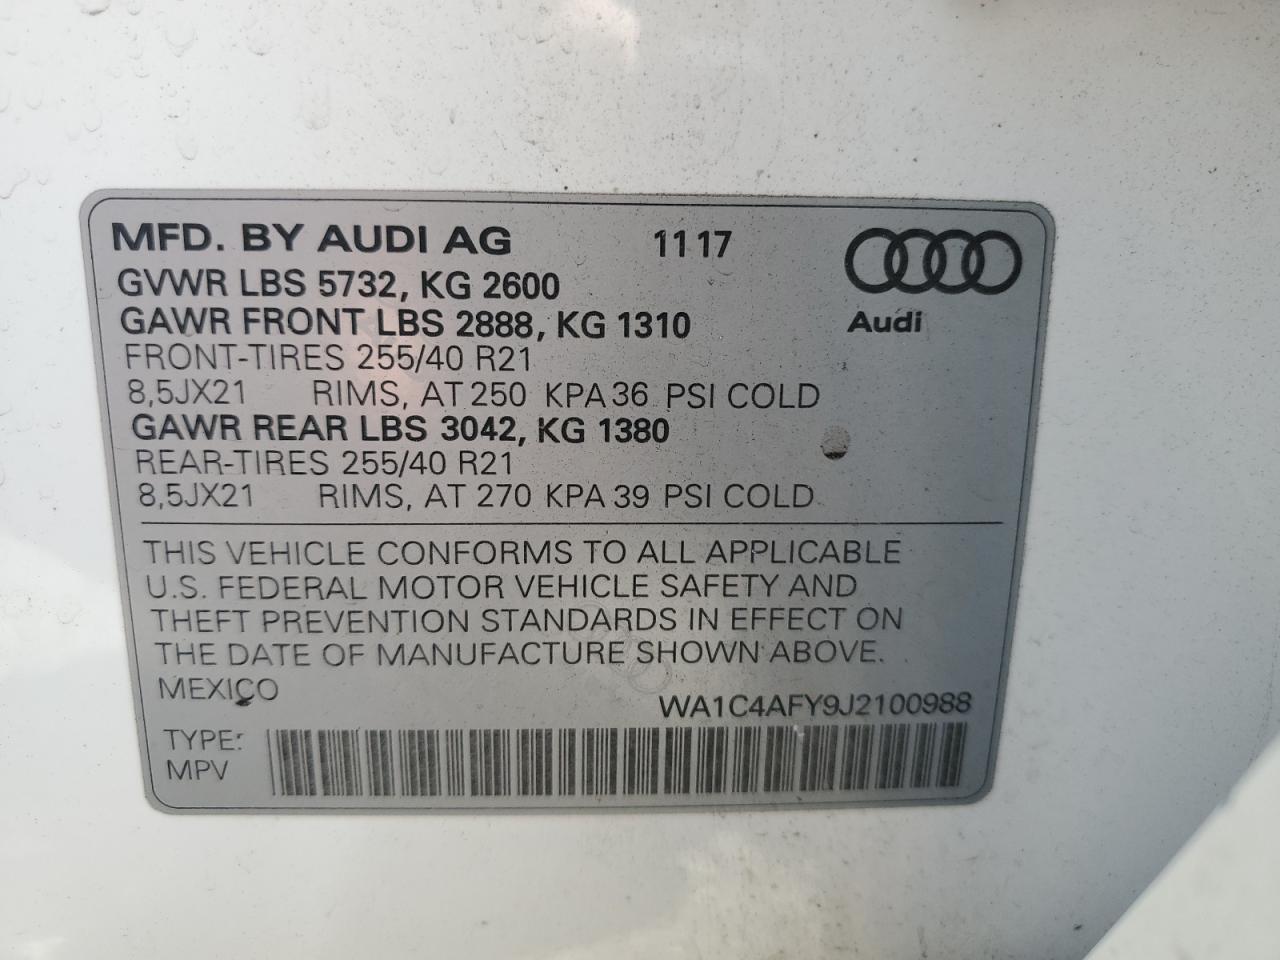 MFD. BY AUDI AG 11 17
GVWR LBS 5732, KG 2600
GAWR FRONT LBS 2888, KG 1310
Audi
FRONT-TIRES 255/40 R21
8,5JX21 RIMS, AT 250 KPA 36 PSI COLD
GAWR REAR LBS 3042, KG 1380
REAR-TIRES 255/40 R21
8,5JX21 RIMS, AT 270 KPA 39 PSI COLD
THIS VEHICLE CONFORMS TO ALL APPLICABLE
U.S. FEDERAL MOTOR VEHICLE SAFETY AND
THEFT PREVENTION STANDARDS IN EFFECT ON
THE DATE OF MANUFACTURE SHOWN ABOVE.
MEXICO
WA1C4AFY9J2100988
TYPE:
MPV